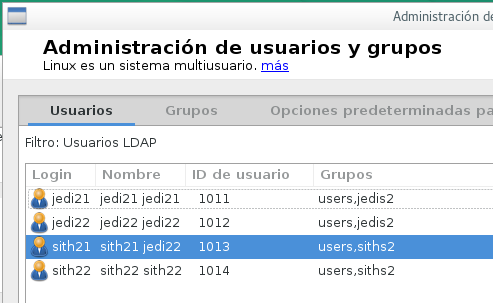 Administración de
Administración de usuarios y grupos
Linux es un sistema multiusuario. más
Usuarios Grupos Opciones predeterminadas pa
Filtro: Usuarios LDAP
Login Nombre ID de usuario Grupos
jedi21 jedi21 jedi21 1011 users,jedis2
jedi22 jedi22 jedi22 1012 users,jedis2
sith21 sith21 jedi22 1013 users,siths2
sith22 sith22 sith22 1014 users,siths2